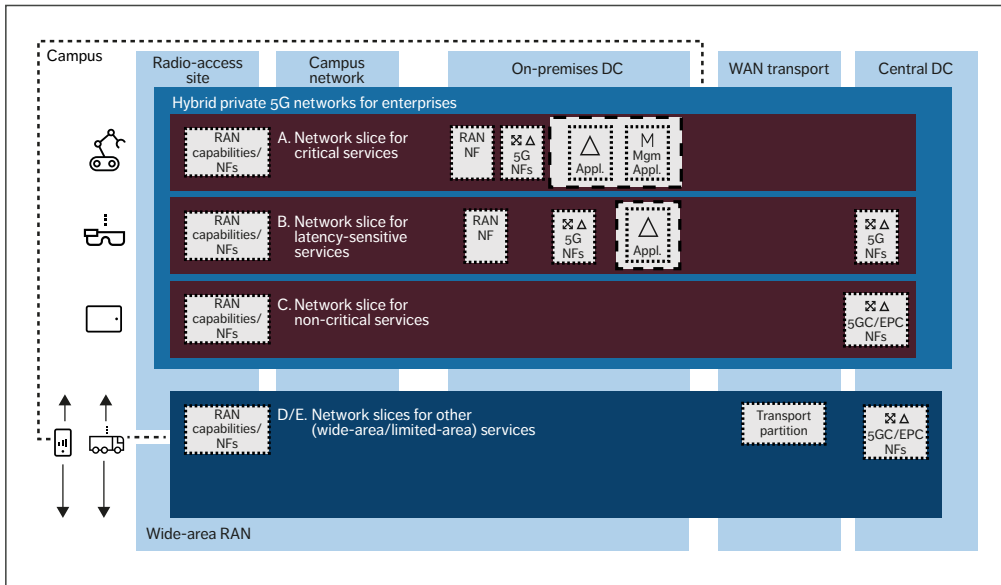 Campus
Radio-access
site
Campus
network
On-premises DC
WAN transport
Central DC
Hybrid private 5G networks for enterprises
RAN
capabilities/
NFs
A. Network slice for
critical services
RAN
NF
5G
NFs
Appl.
M
Mgm
Appl.
RAN
capabilities/
NFs
B. Network slice for
latency-sensitive
services
RAN
NF
5G
NFs
Appl.
5G
NFs
RAN
capabilities/
NFs
C. Network slice for
non-critical services
5GC/EPC
NFs
RAN
capabilities/
NFs
D/E. Network slices for other
(wide-area/limited-area) services
Transport
partition
5GC/EPC
NFs
Wide-area RAN